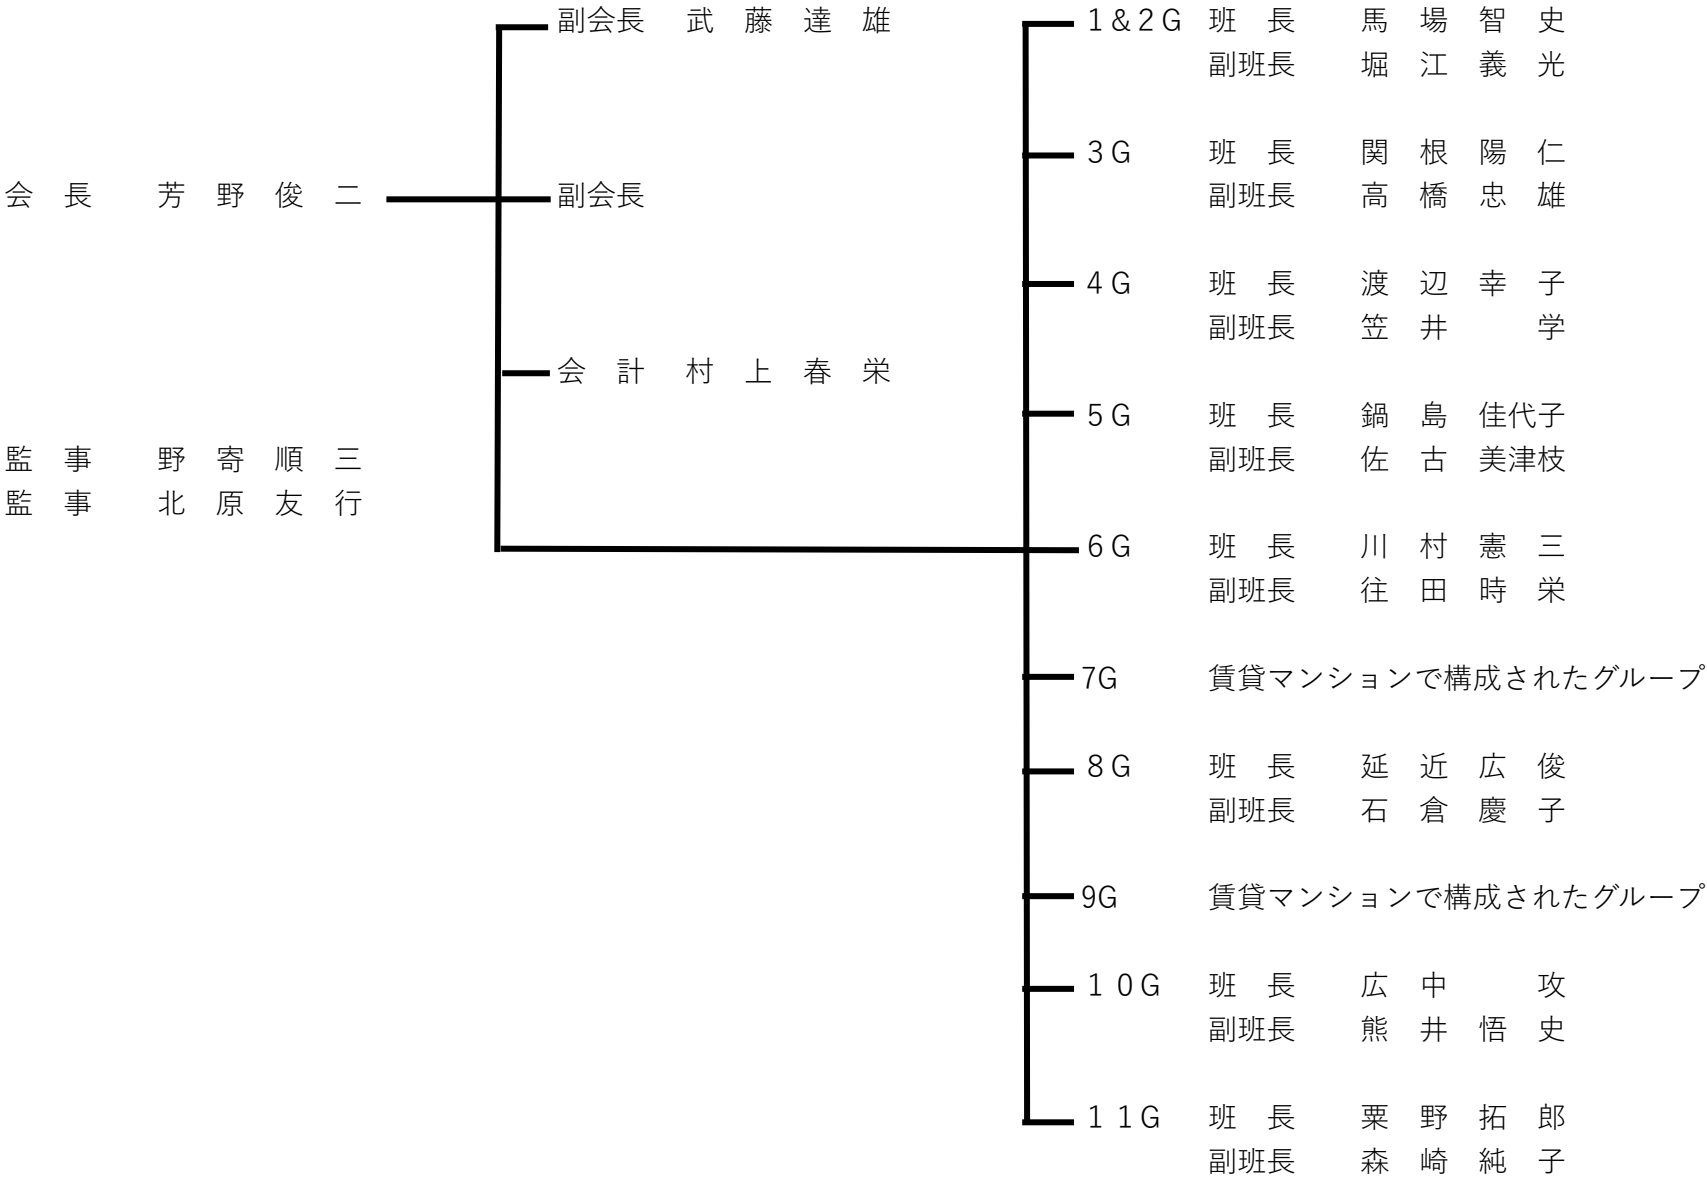 会　長　　芳　野　俊　二
監　事　　野　寄　順　三
監　事　　北　原　友　行
副会長　武　藤　達　雄
副会長
会　計　村　上　春　栄
1&2G　班　長　　馬　場　智　史
副班長　　堀　江　義　光
3G　班　長　　関　根　陽　仁
副班長　　高　橋　忠　雄
4G　班　長　　渡　辺　幸　子
副班長　　笠　井　　　学
5G　班　長　　鍋　島　佳代子
副班長　　佐　古　美津枝
6G　班　長　　川　村　憲　三
副班長　　往　田　時　栄
7G　賃貸マンションで構成されたグループ
8G　班　長　　延　近　広　俊
副班長　　石　倉　慶　子
9G　賃貸マンションで構成されたグループ
10G　班　長　　広　中　　　攻
副班長　　熊　井　悟　史
11G　班　長　　粟　野　拓　郎
副班長　　森　崎　純　子